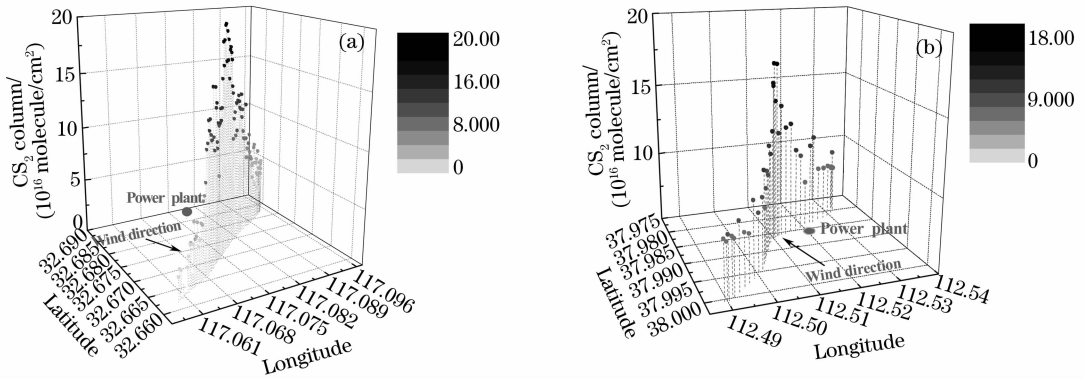 (a)
CS2 column/
(10^16 molecule/cm^2)
20
15
10
5
0
32.690
32.685
32.680
32.675
32.670
32.665
32.660
Latitude
117.061
117.068
117.075
117.082
117.089
117.096
Longitude
Power plant
Wind direction
20.00
16.00
8.000
0
(b)
CS2 column/
(10^16 molecule/cm^2)
20
15
10
37.975
37.980
37.985
37.990
37.995
38.000
Latitude
112.49
112.50
112.51
112.52
112.53
112.54
Longitude
Power plant
Wind direction
18.00
9.000
0